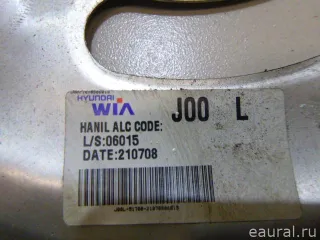 HYUNDAI
WIA
J00 L
HANIL ALC CODE:
L/S:06015
DATE:210708
© eaural.ru